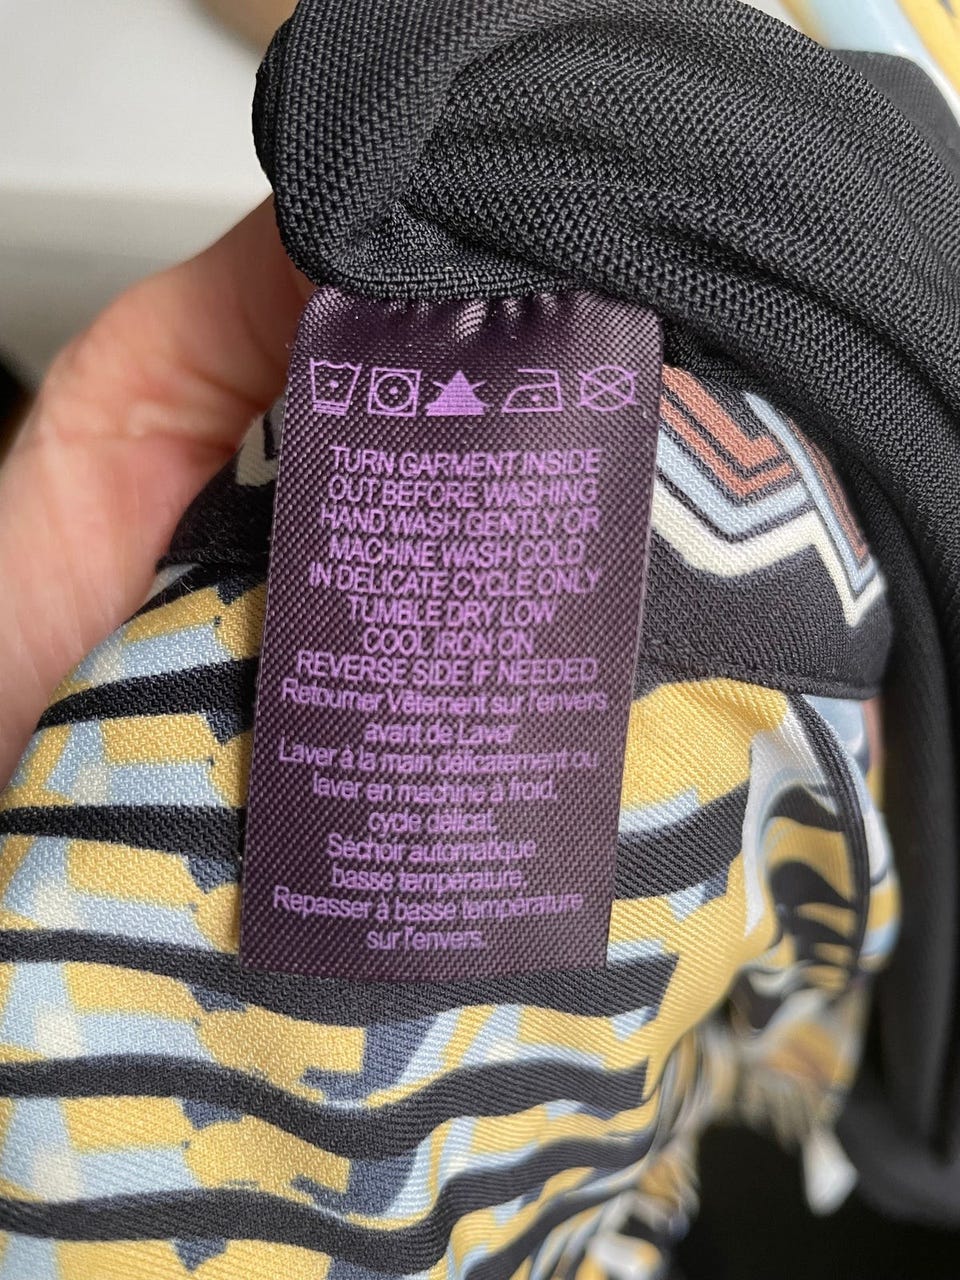 TURN GARMENT INSIDE
OUT BEFORE WASHING
HAND WASH GENTLY OR
MACHINE WASH COLD
IN DELICATE CYCLE ONLY
TUMBLE DRY LOW
COOL IRON ON
REVERSE SIDE IF NEEDED
Retourner Vêtement sur l'envers
avant de Laver
Laver à la main délicatement ou
laver en machine à froid,
cycle délicat,
Sechoir automatique
basse température,
Repasser à basse température
sur l'envers.